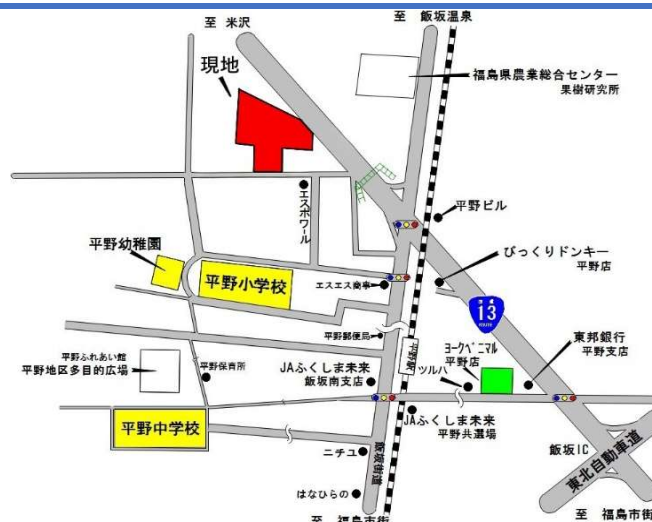 至 飯坂温泉
至 米沢
現地
福島県農業総合センター
果樹研究所
エスポワール
平野ビル
平野幼稚園
びっくりドンキー
平野店
平野小学校
エスエス商事
13
ROUTE
平野郵便局
ヨークベニマル
平野店
東邦銀行
平野支店
平野ふれあい館
平野地区多目的広場
平野保育所
JAふくしま未来
飯坂南支店
ツルハ
平野中学校
JAふくしま未来
平野共選場
飯坂街道
ニチユ
飯坂IC
東北自動車道
はなひらの
至 福島市街
至 福島市街